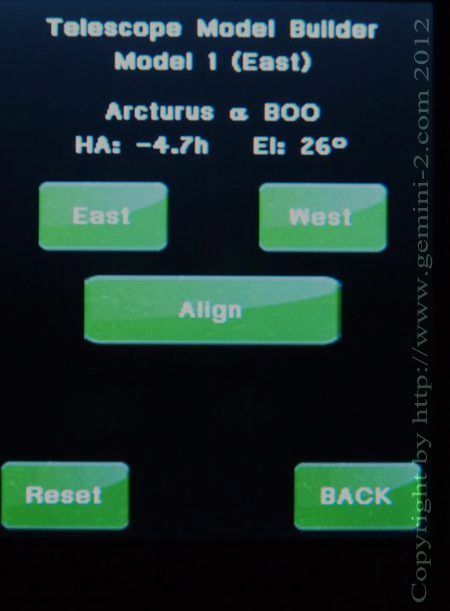 Telescope Model Builder
Model 1 (East)
Arcturus α BOO
HA: -4.7h El: 26º
East West
Align
Reset BACK
Copyright by http://www.gemini-2.com 2012